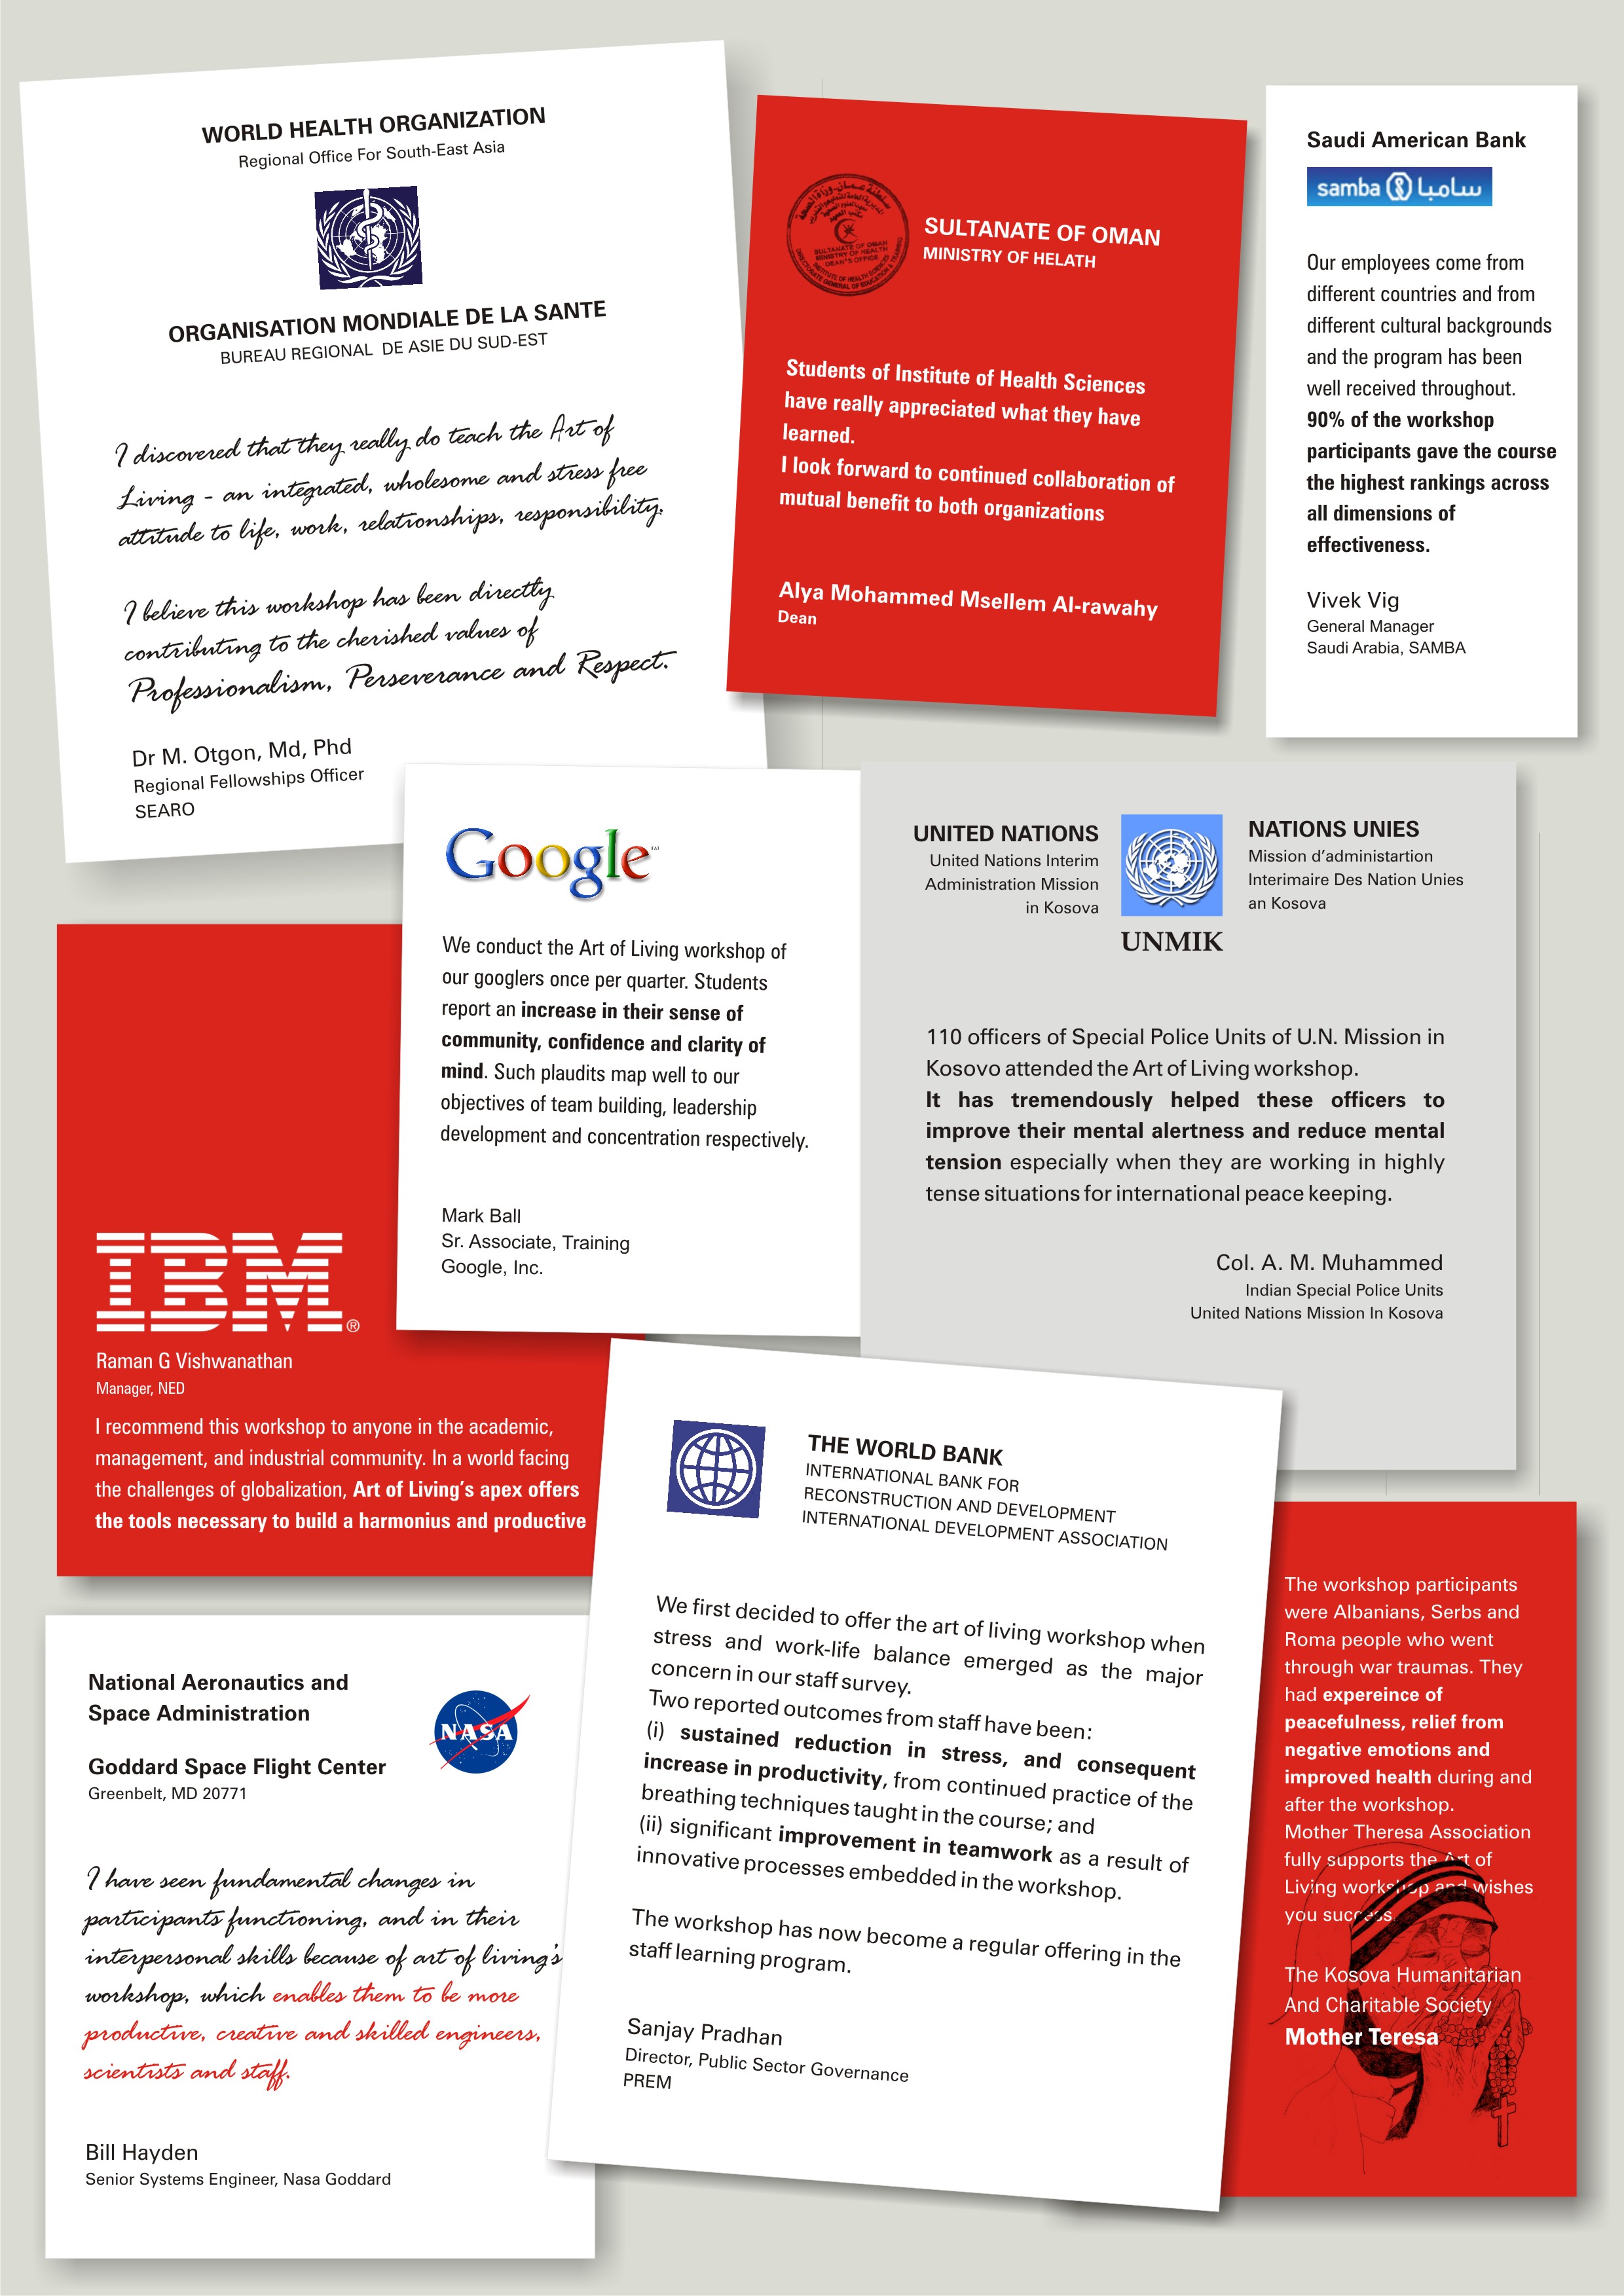 WORLD HEALTH ORGANIZATION
Regional Office For South-East Asia
ORGANISATION MONDIALE DE LA SANTE
BUREAU REGIONAL DE ASIE DU SUD-EST
I discovered that they really do teach the Art of
Living - an integrated, wholesome and stress free
attitude to life, work, relationships, responsibility.
I believe this workshop has been directly
contributing to the cherished values of
Professionalism, Perseverance and Respect.
Dr M. Otgon, Md, Phd
Regional Fellowships Officer
SEARO
SULTANATE OF OMAN
MINISTRY OF HEALTH
DEAN'S OFFICE
INSTITUTE OF HEALTH SCIENCES
DIRECTORATE GENERAL OF EDUCATION & TRAINING
SULTANATE OF OMAN
MINISTRY OF HELATH
Students of Institute of Health Sciences
have really appreciated what they have
learned.
I look forward to continued collaboration of
mutual benefit to both organizations
Alya Mohammed Msellem Al-rawahy
Dean
Saudi American Bank
samba سامبا
Our employees come from
different countries and from
different cultural backgrounds
and the program has been
well received throughout.
90% of the workshop
participants gave the course
the highest rankings across
all dimensions of
effectiveness.
Vivek Vig
General Manager
Saudi Arabia, SAMBA
Google™
We conduct the Art of Living workshop of
our googlers once per quarter. Students
report an increase in their sense of
community, confidence and clarity of
mind. Such plaudits map well to our
objectives of team building, leadership
development and concentration respectively.
Mark Ball
Sr. Associate, Training
Google, Inc.
UNITED NATIONS
United Nations Interim
Administration Mission
in Kosova
UNMIK
NATIONS UNIES
Mission d'administartion
Interimaire Des Nation Unies
an Kosova
110 officers of Special Police Units of U.N. Mission in
Kosovo attended the Art of Living workshop.
It has tremendously helped these officers to
improve their mental alertness and reduce mental
tension especially when they are working in highly
tense situations for international peace keeping.
Col. A. M. Muhammed
Indian Special Police Units
United Nations Mission In Kosova
IBM®
Raman G Vishwanathan
Manager, NED
I recommend this workshop to anyone in the academic,
management, and industrial community. In a world facing
the challenges of globalization, Art of Living's apex offers
the tools necessary to build a harmonius and productive
THE WORLD BANK
INTERNATIONAL BANK FOR
RECONSTRUCTION AND DEVELOPMENT
INTERNATIONAL DEVELOPMENT ASSOCIATION
We first decided to offer the art of living workshop when
stress and work-life balance emerged as the major
concern in our staff survey.
Two reported outcomes from staff have been:
(i) sustained reduction in stress, and consequent
increase in productivity, from continued practice of the
breathing techniques taught in the course; and
(ii) significant improvement in teamwork as a result of
innovative processes embedded in the workshop.
The workshop has now become a regular offering in the
staff learning program.
Sanjay Pradhan
Director, Public Sector Governance
PREM
National Aeronautics and
Space Administration
Goddard Space Flight Center
Greenbelt, MD 20771
NASA
I have seen fundamental changes in
participants functioning, and in their
interpersonal skills because of art of living's
workshop, which enables them to be more
productive, creative and skilled engineers,
scientists and staff.
Bill Hayden
Senior Systems Engineer, Nasa Goddard
The workshop participants
were Albanians, Serbs and
Roma people who went
through war traumas. They
had expereince of
peacefulness, relief from
negative emotions and
improved health during and
after the workshop.
Mother Theresa Association
fully supports the Art of
Living workshop and wishes
you success.
The Kosova Humanitarian
And Charitable Society
Mother Teresa